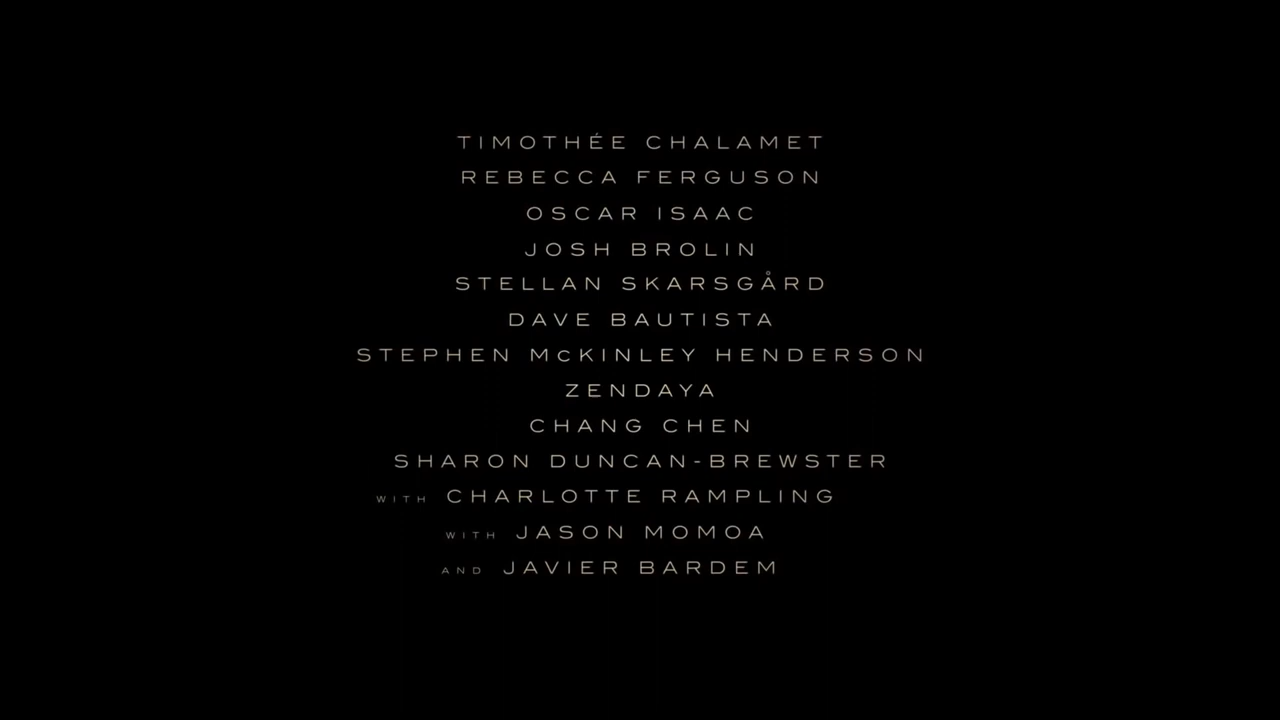 TIMOTHÉE CHALAMET
REBECCA FERGUSON
OSCAR ISAAC
JOSH BROLIN
STELLAN SKARSGÅRD
DAVE BAUTISTA
STEPHEN McKINLEY HENDERSON
ZENDAYA
CHANG CHEN
SHARON DUNCAN-BREWSTER
WITH CHARLOTTE RAMPLING
WITH JASON MOMOA
AND JAVIER BARDEM